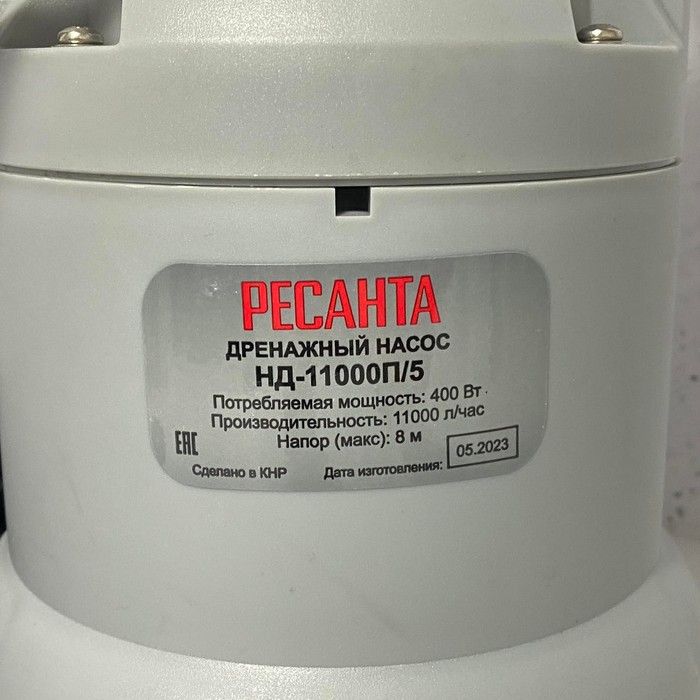 РЕСАНТА
ДРЕНАЖНЫЙ НАСОС
НД-11000П/5
Потребляемая мощность: 400 Вт
Производительность: 11000 л/час
Напор (макс): 8 м
EAC
Сделано в КНР Дата изготовления: 05.2023